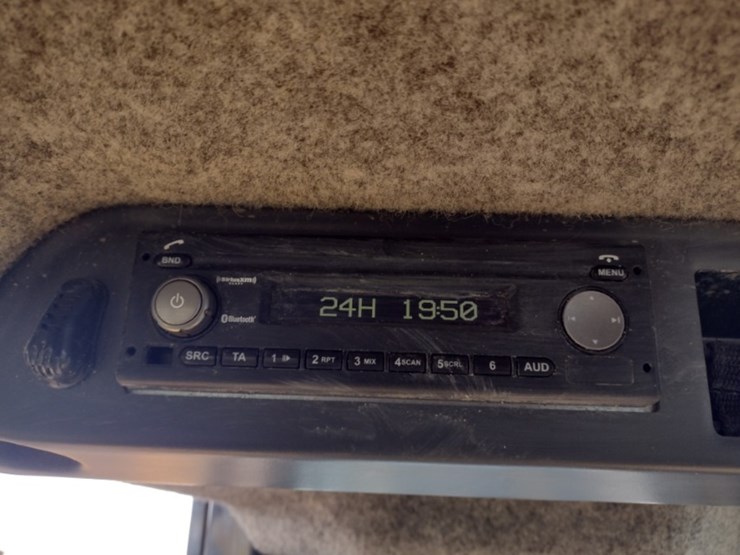 BND
MENU
((SiriusXM))
24H 19:50
Bluetooth
SRC TA 1 2 RPT 3 MIX 4 SCAN 5 SCRL 6 AUD